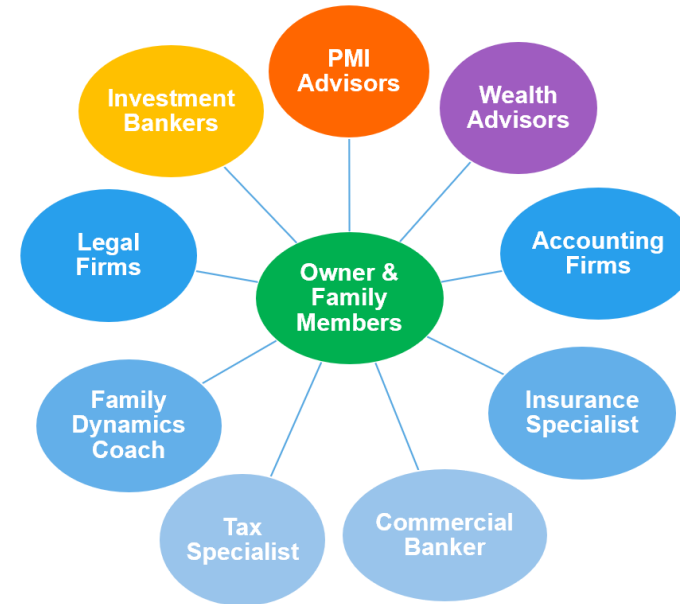 PMI
Advisors
Wealth
Advisors
Accounting
Firms
Insurance
Specialist
Commercial
Banker
Tax
Specialist
Family
Dynamics
Coach
Legal
Firms
Investment
Bankers
Owner &
Family
Members